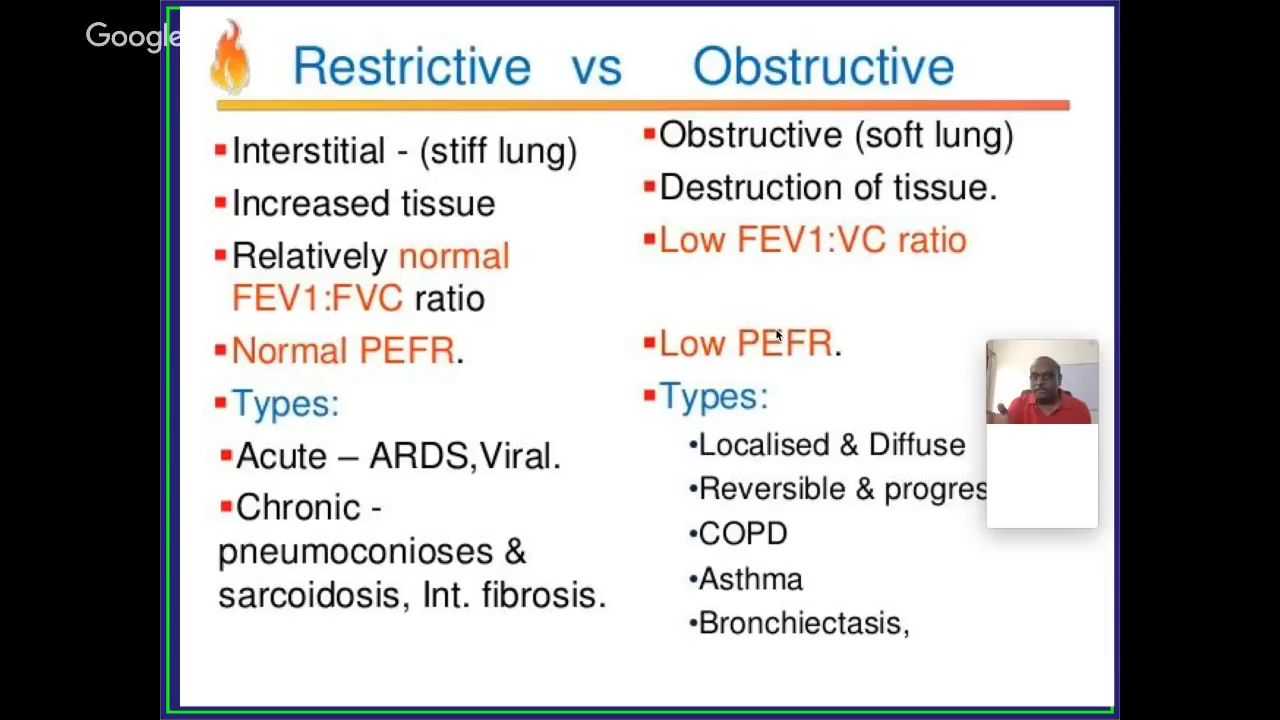 Google
Restrictive vs Obstructive
Interstitial - (stiff lung)
Increased tissue
Relatively normal
FEV1:FVC ratio
Normal PEFR.
Types:
Acute – ARDS,Viral.
Chronic -
pneumoconioses &
sarcoidosis, Int. fibrosis.
Obstructive (soft lung)
Destruction of tissue.
Low FEV1:VC ratio
Low PEFR.
Types:
Localised & Diffuse
Reversible & progres
COPD
Asthma
Bronchiectasis,